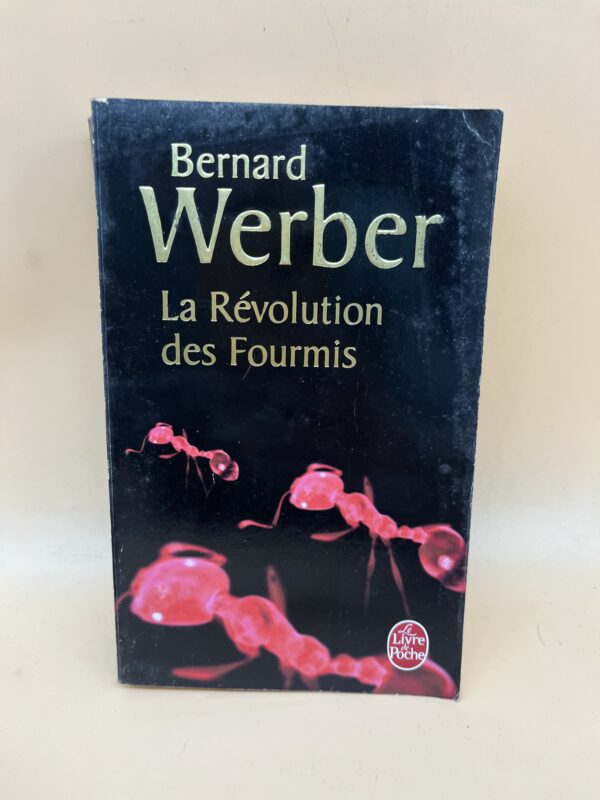 Bernard
Werber
La Révolution
des Fourmis
Le
Livre
de
Poche